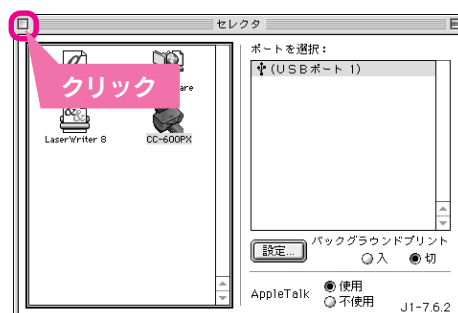 セレクタ
クリック
are
LaserWriter 8
CC-600PX
ポートを選択：
(USBポート 1)
設定...
バックグラウンドプリント
入 切
AppleTalk
使用
不使用
J1-7.6.2